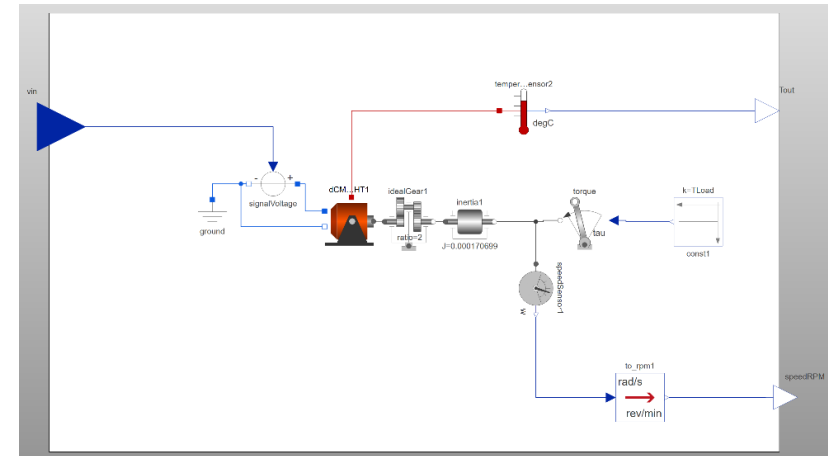 temper...ensor2
vin
Tout
degC
- +
dCM...HT1
idealGear1
inertia1
torque
k=TLoad
signalVoltage
ground
ratio=2
tau
J=0.000170699
const1
speedSensor1
w
to_rpm1
speedRPM
rad/s
rev/min